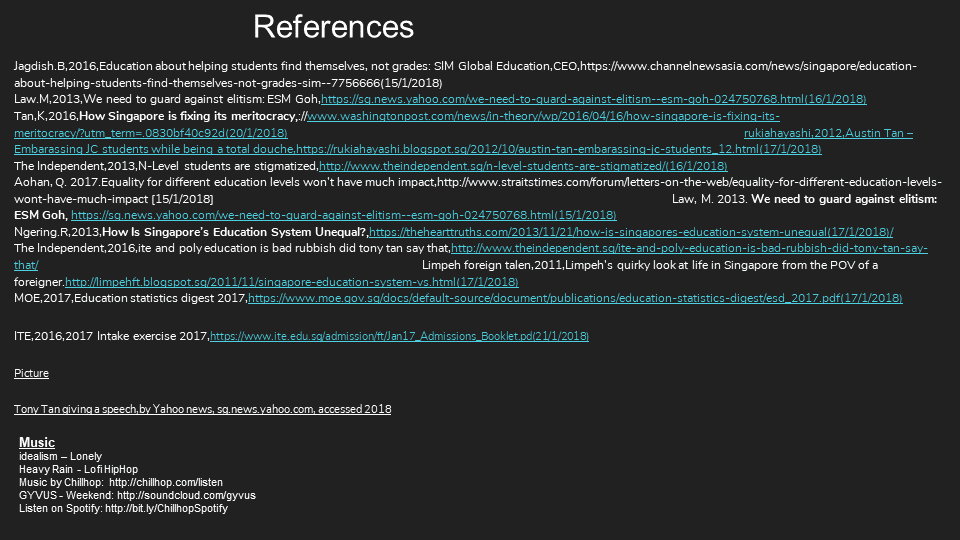 References
Jagdish.B,2016,Education about helping students find themselves, not grades: SIM Global Education,CEO,https://www.channelnewsasia.com/news/singapore/education-
about-helping-students-find-themselves-not-grades-sim--7756666(15/1/2018)
Law.M,2013,We need to guard against elitism: ESM Goh,https://sg.news.yahoo.com/we-need-to-guard-against-elitism--esm-goh-024750768.html(16/1/2018)
Tan,K,2016,How Singapore is fixing its meritocracy,://www.washingtonpost.com/news/in-theory/wp/2016/04/16/how-singapore-is-fixing-its-
meritocracy/?utm_term=.0830bf40c92d(20/1/2018) rukiahayashi,2012,Austin Tan –
Embarassing JC students while being a total douche,https://rukiahayashi.blogspot.sg/2012/10/austin-tan-embarassing-jc-students_12.html(17/1/2018)
The Independent,2013,N-Level students are stigmatized,http://www.theindependent.sg/n-level-students-are-stigmatized/(16/1/2018)
Aohan, Q. 2017.Equality for different education levels won't have much impact,http://www.straitstimes.com/forum/letters-on-the-web/equality-for-different-education-levels-
wont-have-much-impact [15/1/2018] Law, M. 2013. We need to guard against elitism:
ESM Goh, https://sg.news.yahoo.com/we-need-to-guard-against-elitism--esm-goh-024750768.html(15/1/2018)
Ngering.R,2013,How Is Singapore's Education System Unequal?,https://thehearttruths.com/2013/11/21/how-is-singapores-education-system-unequal(17/1/2018)/
The Independent,2016,ite and poly education is bad rubbish did tony tan say that,http://www.theindependent.sg/ite-and-poly-education-is-bad-rubbish-did-tony-tan-say-
that/ Limpeh foreign talen,2011,Limpeh's quirky look at life in Singapore from the POV of a
foreigner.http://limpehft.blogspot.sg/2011/11/singapore-education-system-vs.html(17/1/2018)
MOE,2017,Education statistics digest 2017,https://www.moe.gov.sg/docs/default-source/document/publications/education-statistics-digest/esd_2017.pdf(17/1/2018)
ITE,2016,2017 Intake exercise 2017,https://www.ite.edu.sg/admission/ft/Jan17_Admissions_Booklet.pd(21/1/2018)
Picture
Tony Tan giving a speech,by Yahoo news, sg.news.yahoo.com, accessed 2018
Music
idealism – Lonely
Heavy Rain - Lofi HipHop
Music by Chillhop: http://chillhop.com/listen
GYVUS - Weekend: http://soundcloud.com/gyvus
Listen on Spotify: http://bit.ly/ChillhopSpotify